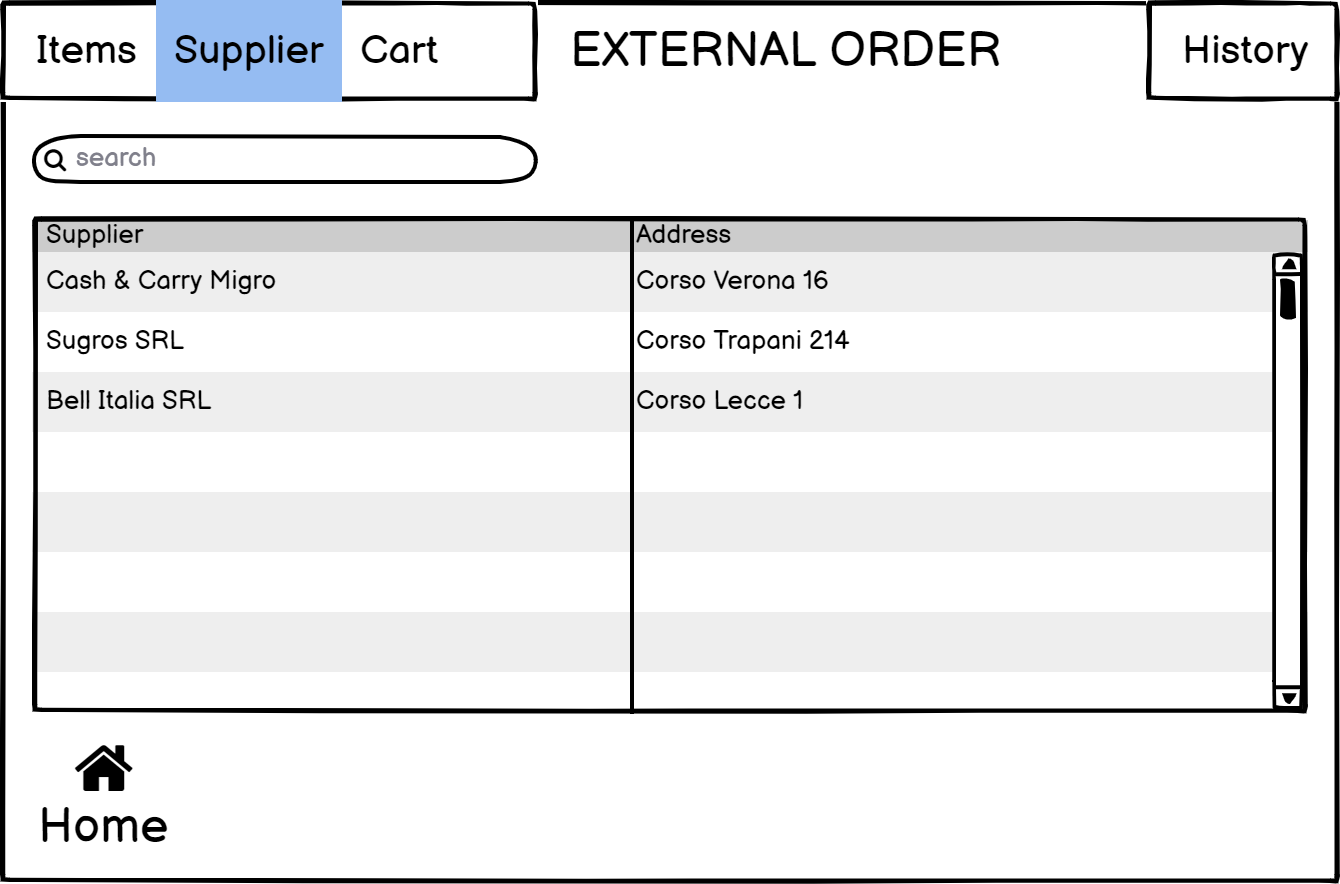 Items Supplier Cart EXTERNAL ORDER History
search
Supplier Address
Cash & Carry Migro Corso Verona 16
Sugros SRL Corso Trapani 214
Bell Italia SRL Corso Lecce 1
Home